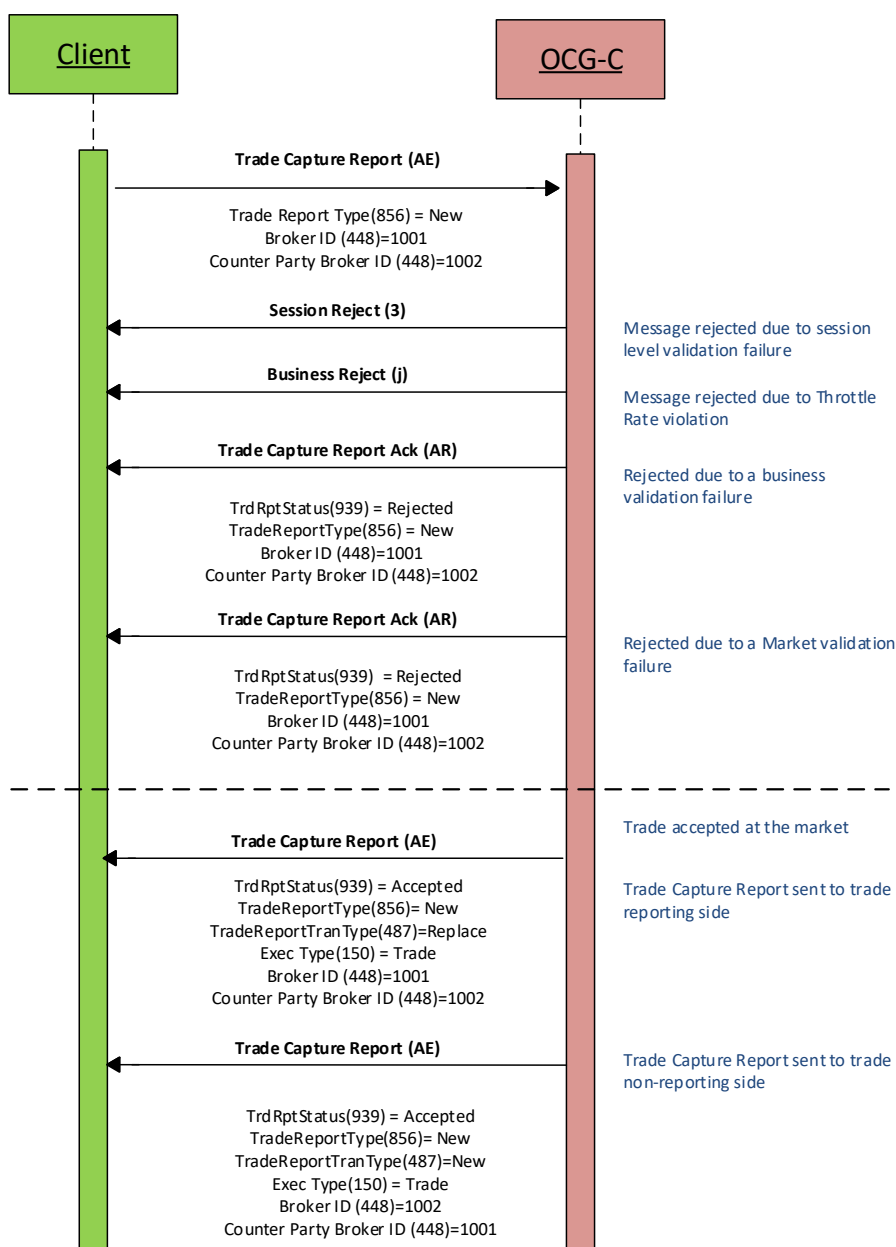 Client
OCG-C
Trade Capture Report (AE)
Trade Report Type(856) = New
Broker ID (448)=1001
Counter Party Broker ID (448)=1002
Session Reject (3)
Message rejected due to session
level validation failure
Business Reject (j)
Message rejected due to Throttle
Rate violation
Trade Capture Report Ack (AR)
Rejected due to a business
validation failure
TrdRptStatus(939) = Rejected
TradeReportType(856) = New
Broker ID (448)=1001
Counter Party Broker ID (448)=1002
Trade Capture Report Ack (AR)
Rejected due to a Market validation
failure
TrdRptStatus(939) = Rejected
TradeReportType(856) = New
Broker ID (448)=1001
Counter Party Broker ID (448)=1002
Trade accepted at the market
Trade Capture Report (AE)
TrdRptStatus(939) = Accepted
TradeReportType(856)= New
TradeReportTranType(487)=Replace
Exec Type(150) = Trade
Broker ID (448)=1001
Counter Party Broker ID (448)=1002
Trade Capture Report sent to trade
reporting side
Trade Capture Report (AE)
Trade Capture Report sent to trade
non-reporting side
TrdRptStatus(939) = Accepted
TradeReportType(856)= New
TradeReportTranType(487)=New
Exec Type(150) = Trade
Broker ID (448)=1002
Counter Party Broker ID (448)=1001